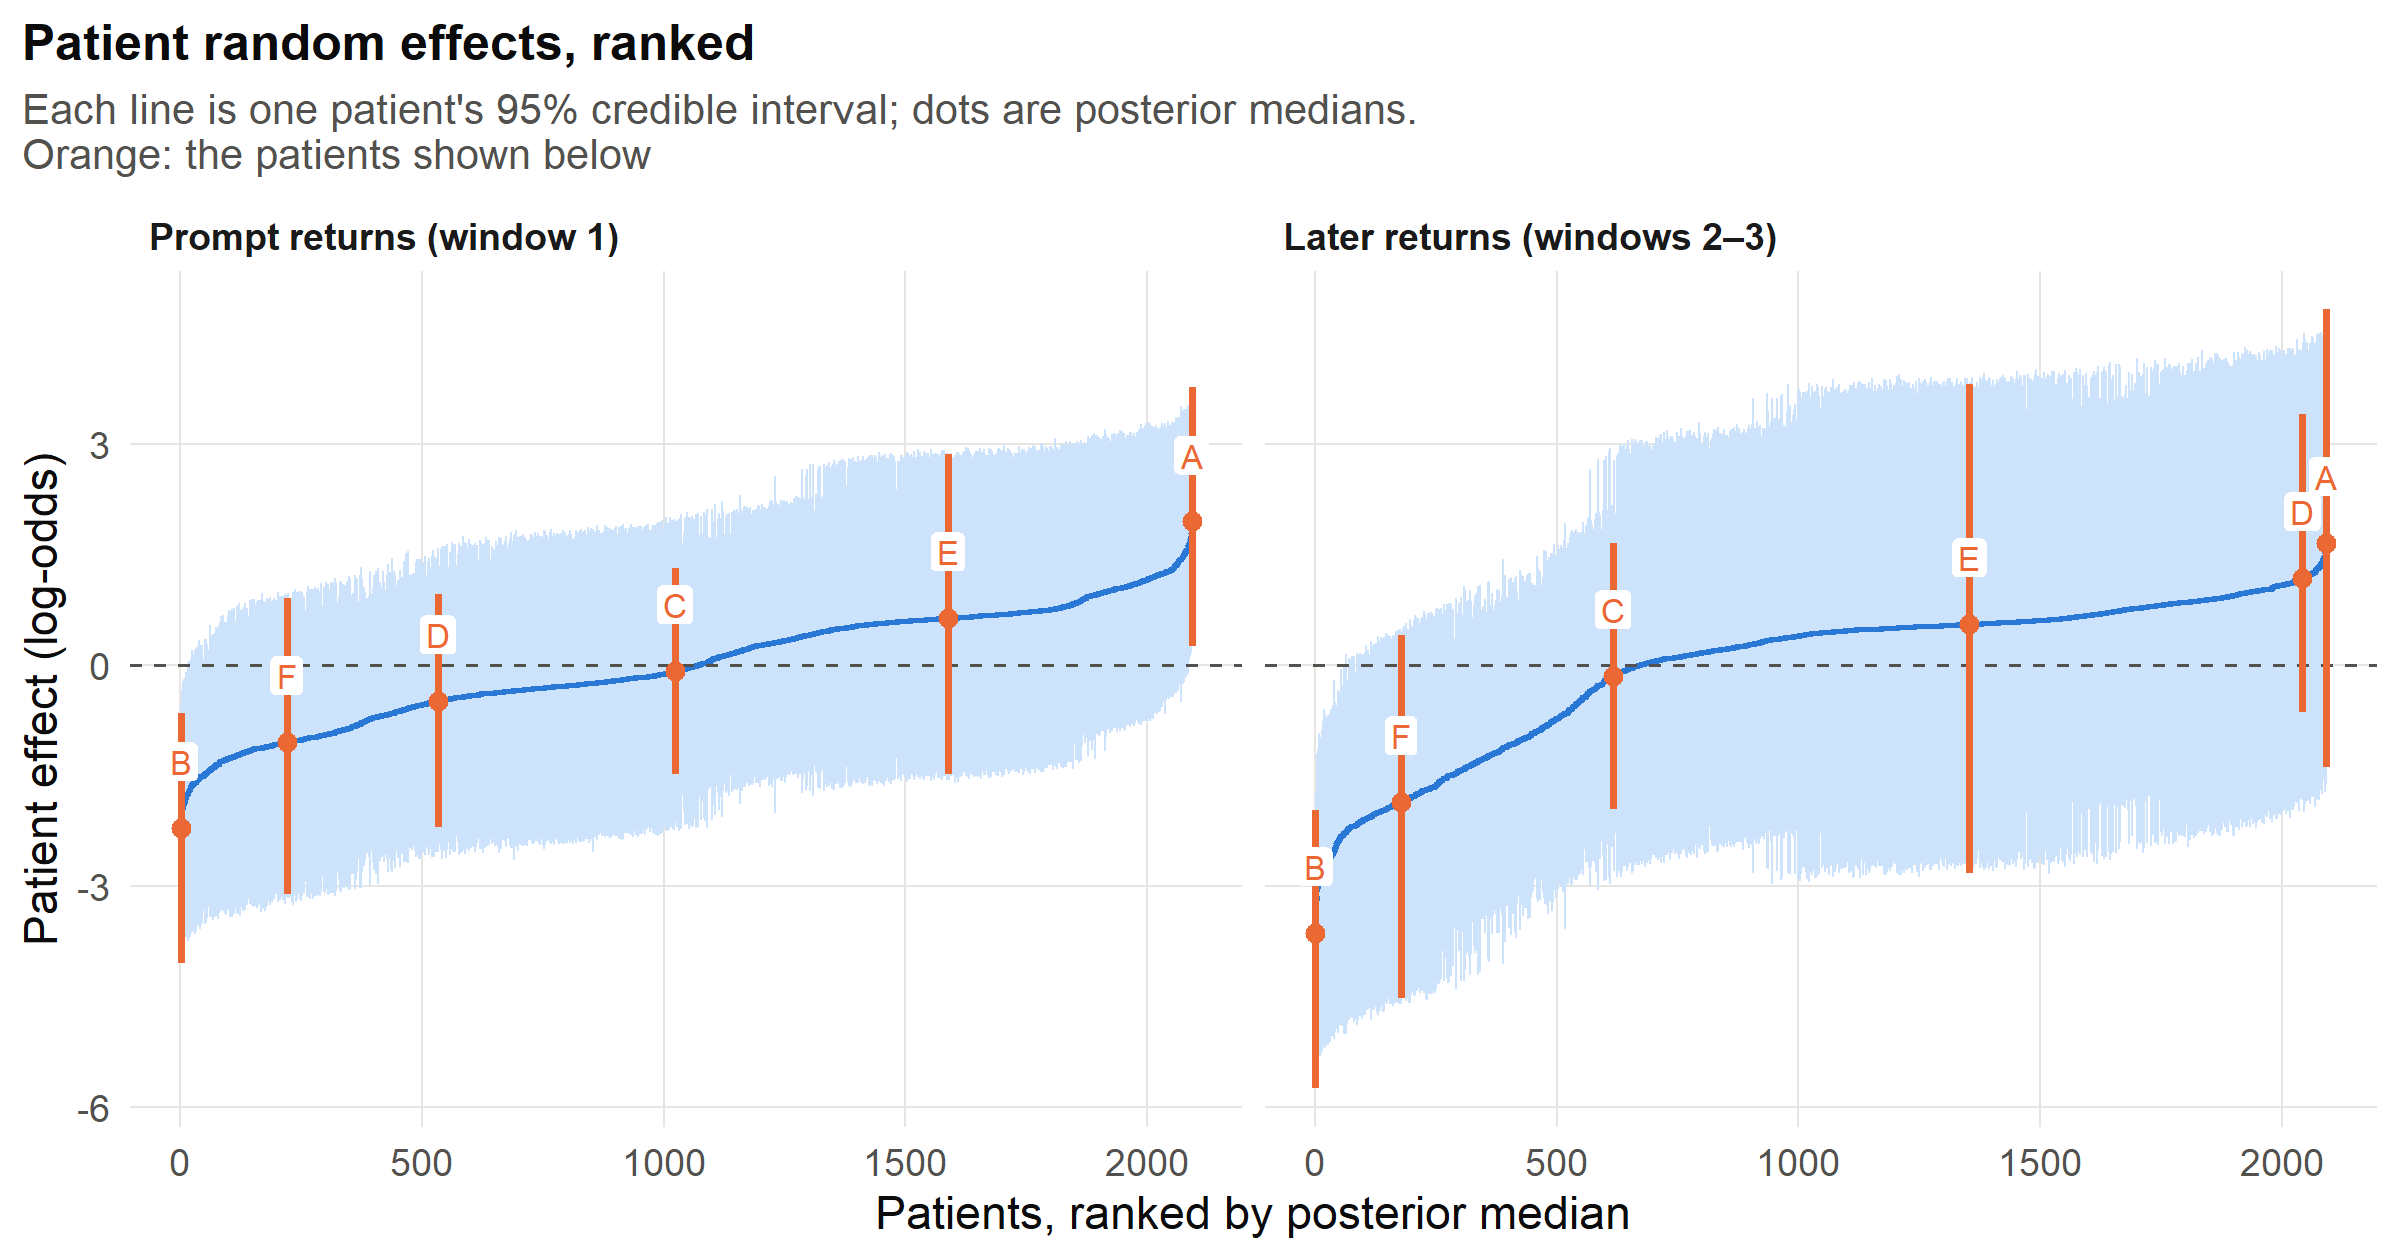 Patient random effects, ranked
Each line is one patient's 95% credible interval; dots are posterior medians.
Orange: the patients shown below
Prompt returns (window 1)
Later returns (windows 2–3)
Patient effect (log-odds)
3
0
-3
-6
B
F
D
C
E
A
B
F
C
E
D
A
0
500
1000
1500
2000
0
500
1000
1500
2000
Patients, ranked by posterior median